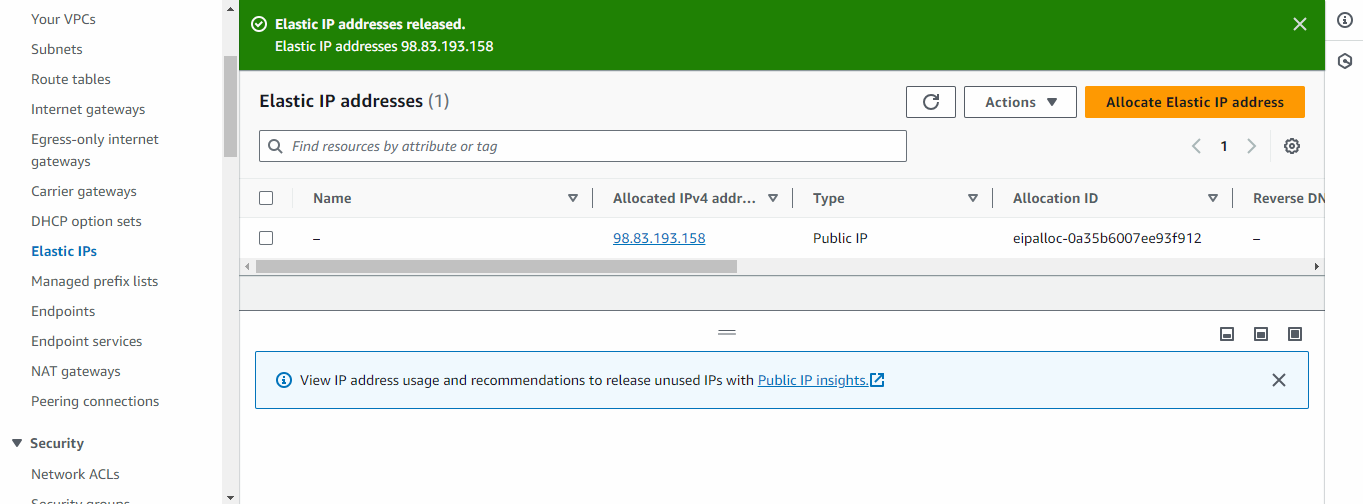 Your VPCs
Subnets
Route tables
Internet gateways
Egress-only internet
gateways
Carrier gateways
DHCP option sets
Elastic IPs
Managed prefix lists
Endpoints
Endpoint services
NAT gateways
Peering connections
Security
Network ACLs
Security groups
Elastic IP addresses released.
Elastic IP addresses 98.83.193.158
Elastic IP addresses (1)
Actions
Allocate Elastic IP address
Find resources by attribute or tag
1
Name Allocated IPv4 addr... Type Allocation ID Reverse DN
– 98.83.193.158 Public IP eipalloc-0a35b6007ee93f912 –
View IP address usage and recommendations to release unused IPs with Public IP insights.